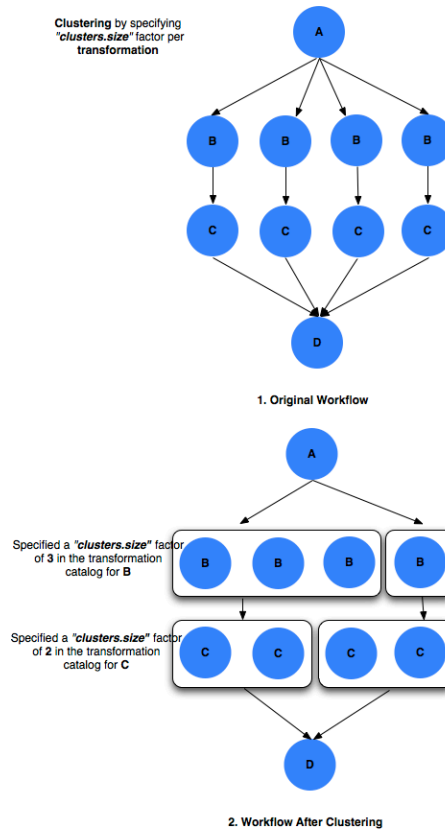 Clustering by specifying
"clusters.size" factor per
transformation
A
B B B B
C C C C
D
1. Original Workflow
A
Specified a "clusters.size" factor
of 3 in the transformation
catalog for B
B B B B
Specified a "clusters.size" factor
of 2 in the transformation
catalog for C
C C C C
D
2. Workflow After Clustering